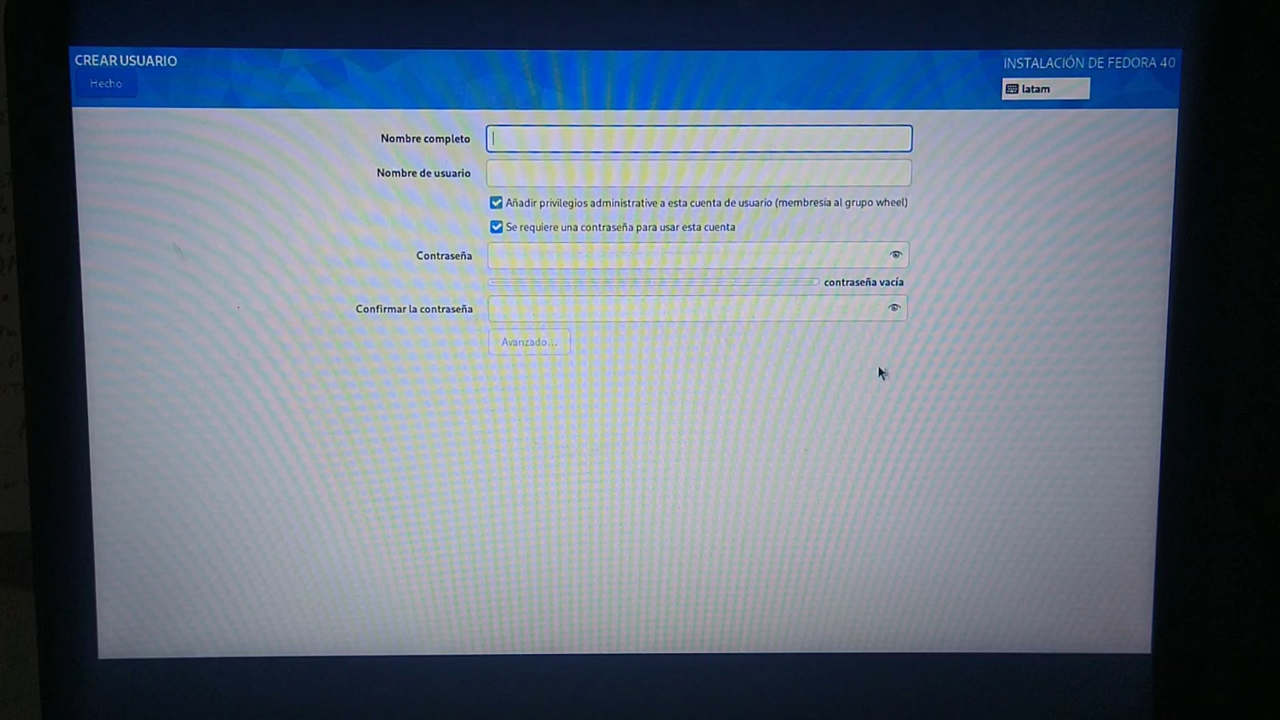 CREAR USUARIO
INSTALACIÓN DE FEDORA 40
Hecho
latam
Nombre completo
Nombre de usuario
Añadir privilegios administrative a esta cuenta de usuario (membresía al grupo wheel)
Se requiere una contraseña para usar esta cuenta
Contraseña
contraseña vacía
Confirmar la contraseña
Avanzado...